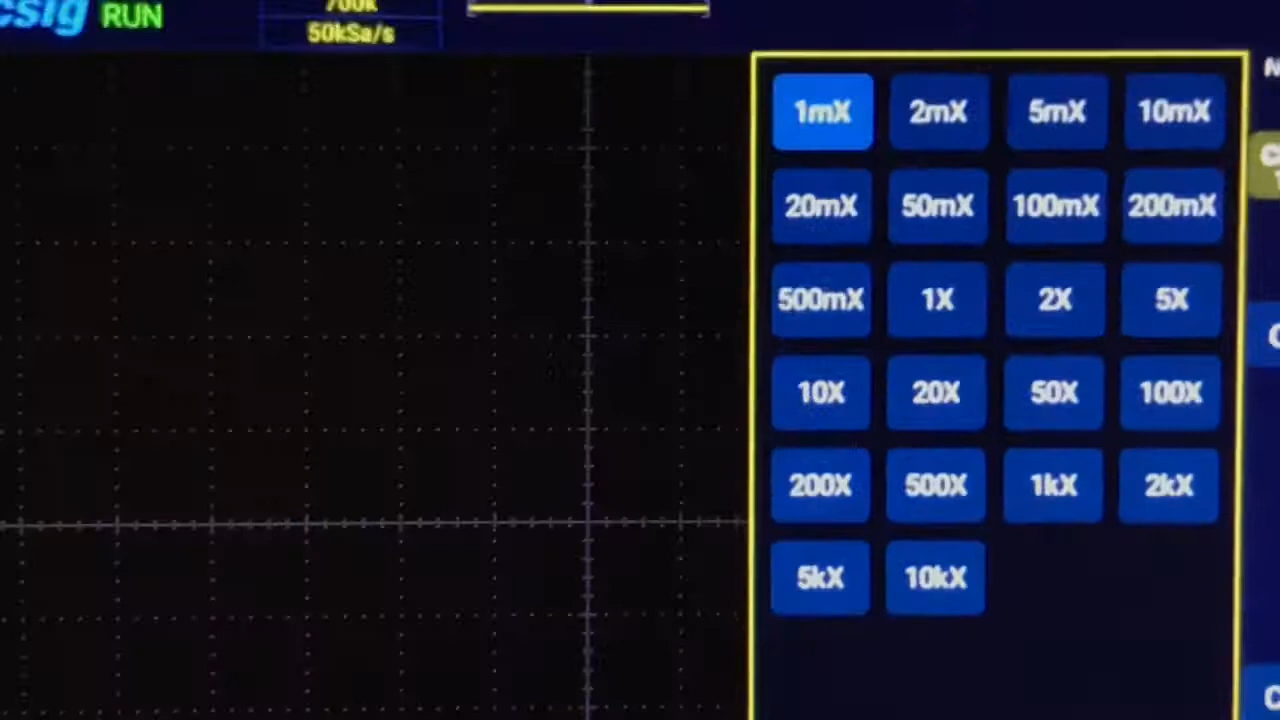 csig RUN
700k
50kSa/s
1mX 2mX 5mX 10mX
20mX 50mX 100mX 200mX
500mX 1X 2X 5X
10X 20X 50X 100X
200X 500X 1kX 2kX
5kX 10kX